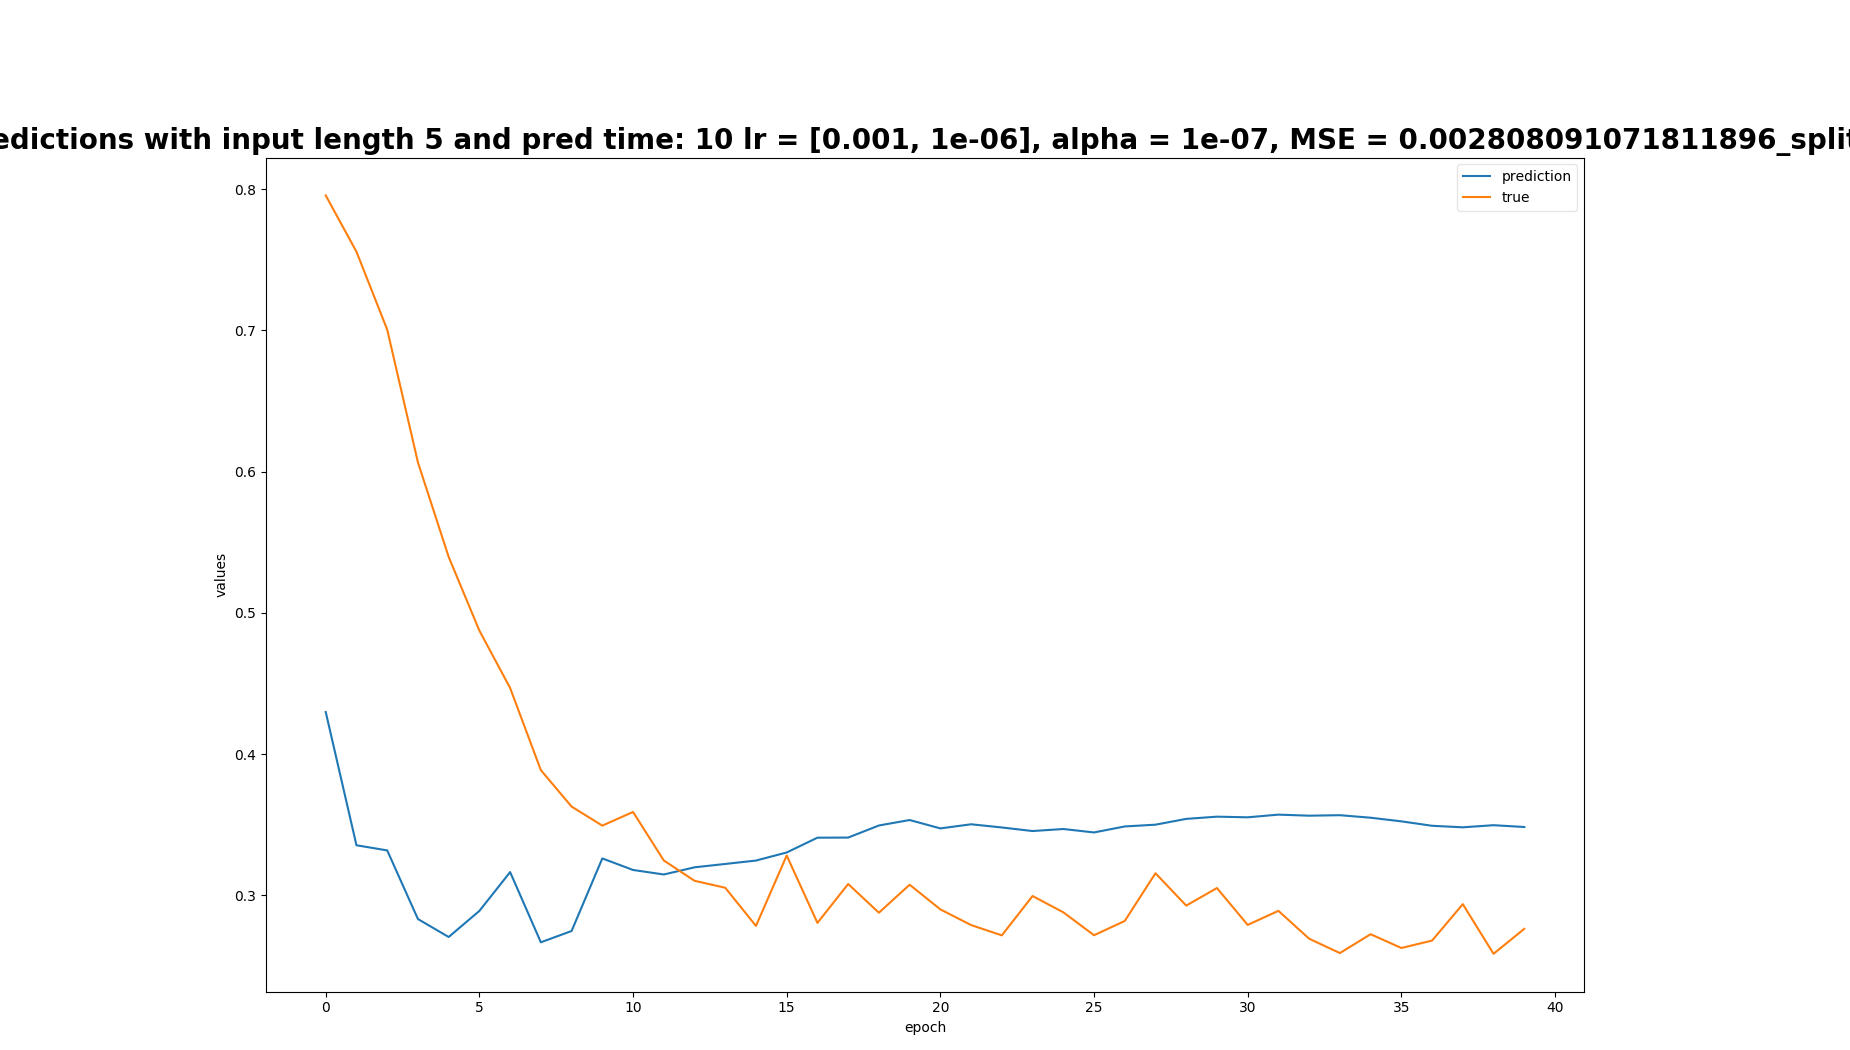 edictions with input length 5 and pred time: 10 lr = [0.001, 1e-06], alpha = 1e-07, MSE = 0.002808091071811896_split
prediction
true
0.8
0.7
0.6
0.5
0.4
0.3
values
0 5 10 15 20 25 30 35 40
epoch